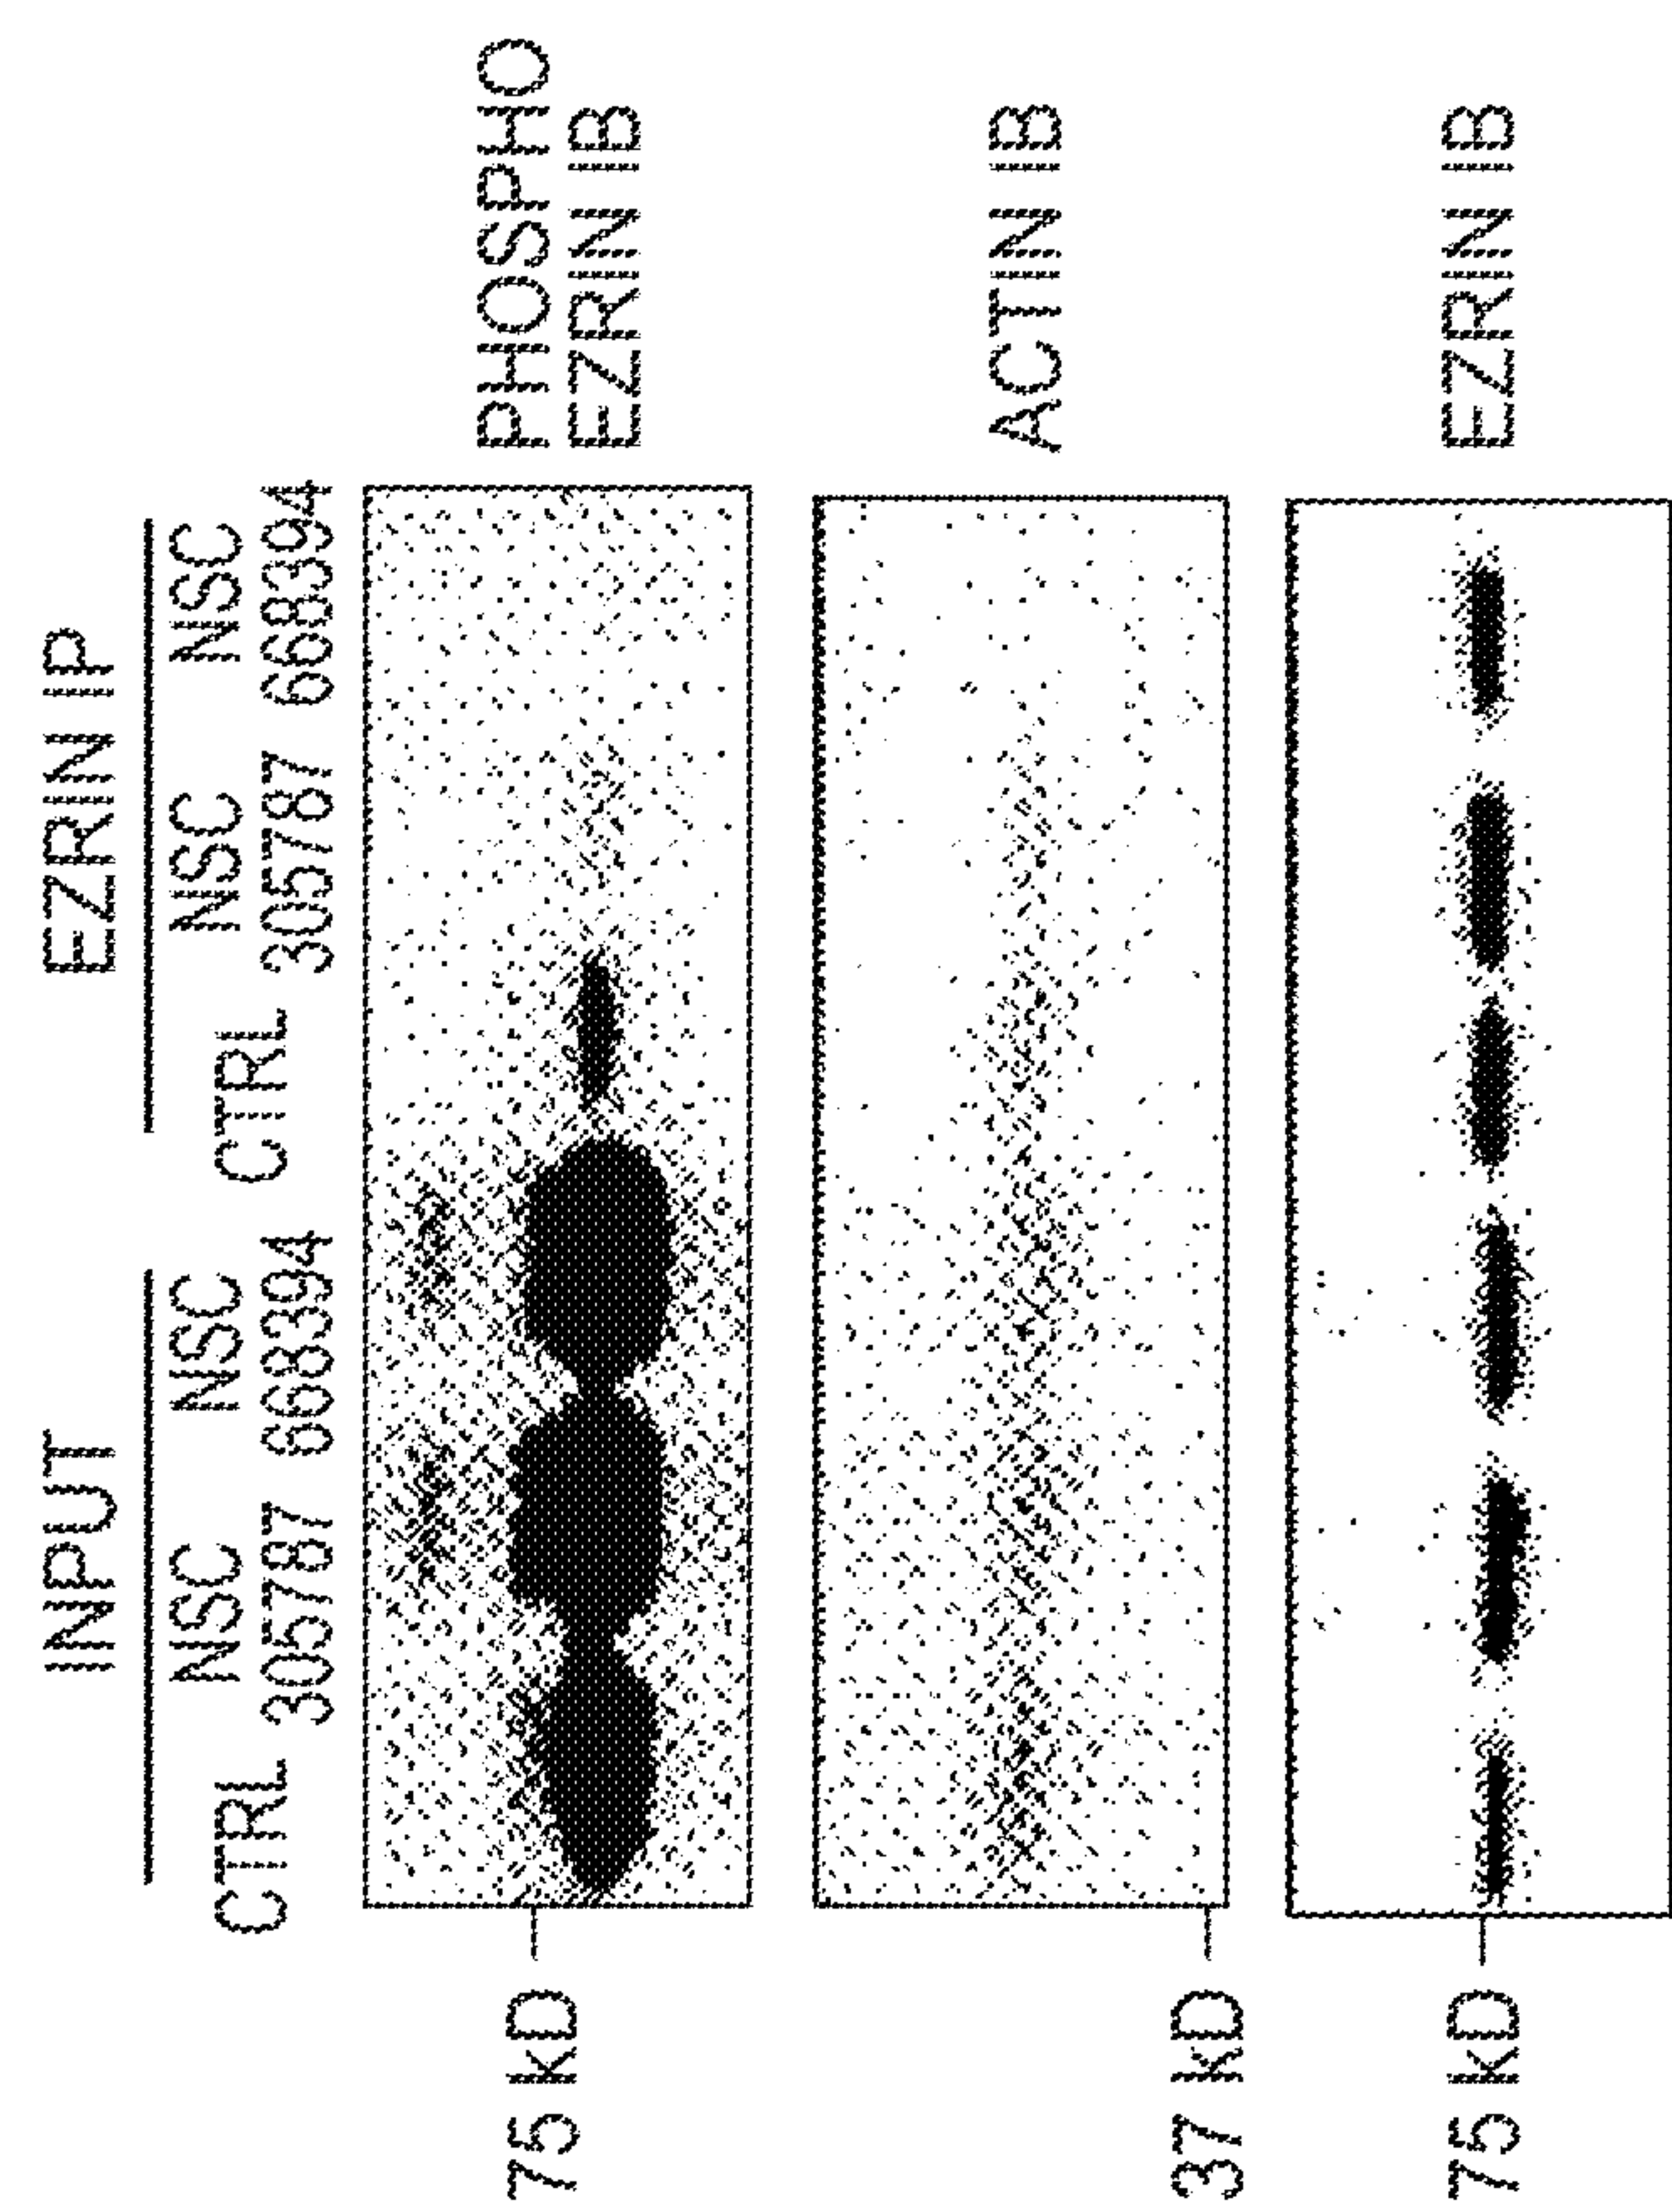 INPUT
EZRIN IP
CTRL
NSC
305787
NSC
668394
CTRL
NSC
305787
NSC
668394
75 kD
PHOSPHO
EZRIN IB
ACTIN IB
37 kD
75 kD
EZRIN IB